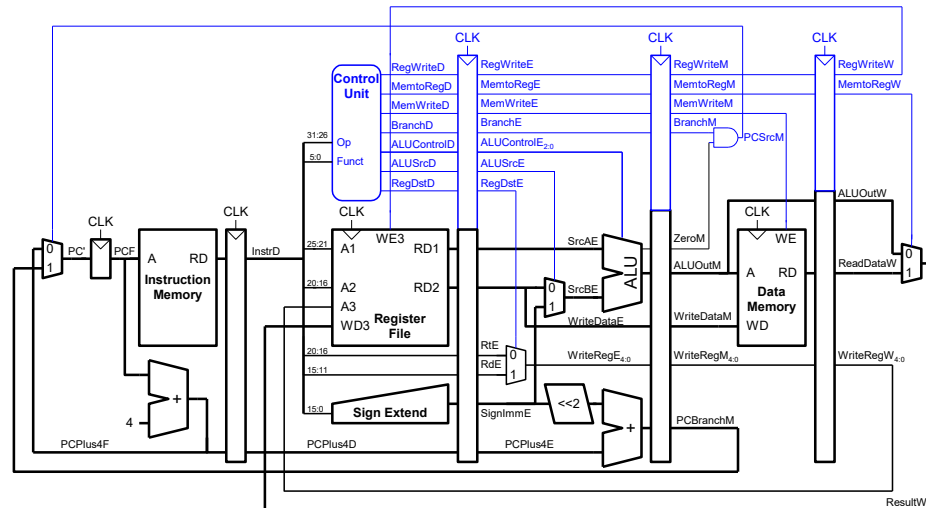 CLK CLK CLK
Control
Unit
RegWriteD RegWriteE RegWriteM RegWriteW
MemtoRegD MemtoRegE MemtoRegM MemtoRegW
MemWriteD MemWriteE MemWriteM
BranchD BranchE BranchM
PCSrcM
31:26 Op
ALUControlD ALUControlE2:0
5:0 Funct
ALUSrcD ALUSrcE
RegDstD RegDstE
ALUOutW
CLK CLK CLK CLK
WE3 WE
0 PC' PCF A RD InstrD 25:21 A1 RD1 SrcAE ZeroM
1
Instruction
Memory
20:16 A2 RD2 0 SrcBE ALU ALUOutM A RD ReadDataW 0
A3 1 1
Register
File
Data
Memory
WD3 WriteDataE WriteDataM WD
20:16 RtE 0 WriteRegE4:0 WriteRegM4:0 WriteRegW4:0
15:11 RdE 1
+
4
15:0 Sign Extend SignImmE <<2 + PCBranchM
PCPlus4F PCPlus4D PCPlus4E
ResultW